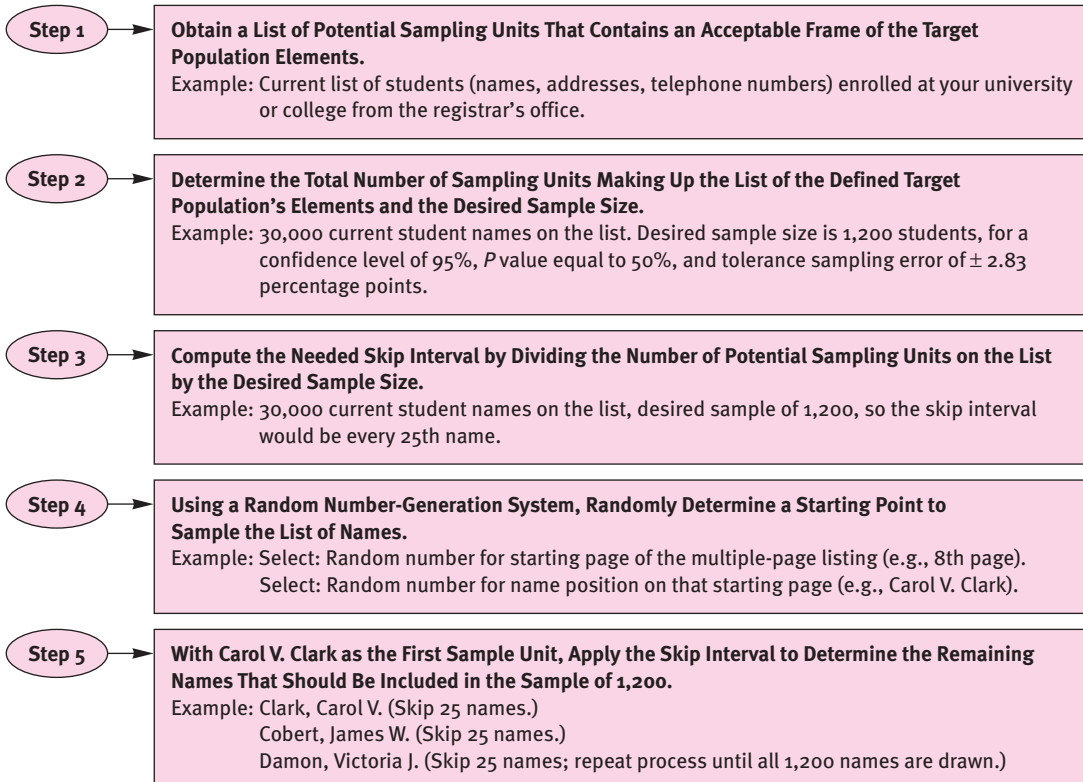 Step 1
Obtain a List of Potential Sampling Units That Contains an Acceptable Frame of the Target
Population Elements.
Example: Current list of students (names, addresses, telephone numbers) enrolled at your university
or college from the registrar's office.
Step 2
Determine the Total Number of Sampling Units Making Up the List of the Defined Target
Population's Elements and the Desired Sample Size.
Example: 30,000 current student names on the list. Desired sample size is 1,200 students, for a
confidence level of 95%, P value equal to 50%, and tolerance sampling error of ± 2.83
percentage points.
Step 3
Compute the Needed Skip Interval by Dividing the Number of Potential Sampling Units on the List
by the Desired Sample Size.
Example: 30,000 current student names on the list, desired sample of 1,200, so the skip interval
would be every 25th name.
Step 4
Using a Random Number-Generation System, Randomly Determine a Starting Point to
Sample the List of Names.
Example: Select: Random number for starting page of the multiple-page listing (e.g., 8th page).
Select: Random number for name position on that starting page (e.g., Carol V. Clark).
Step 5
With Carol V. Clark as the First Sample Unit, Apply the Skip Interval to Determine the Remaining
Names That Should Be Included in the Sample of 1,200.
Example: Clark, Carol V. (Skip 25 names.)
Cobert, James W. (Skip 25 names.)
Damon, Victoria J. (Skip 25 names; repeat process until all 1,200 names are drawn.)